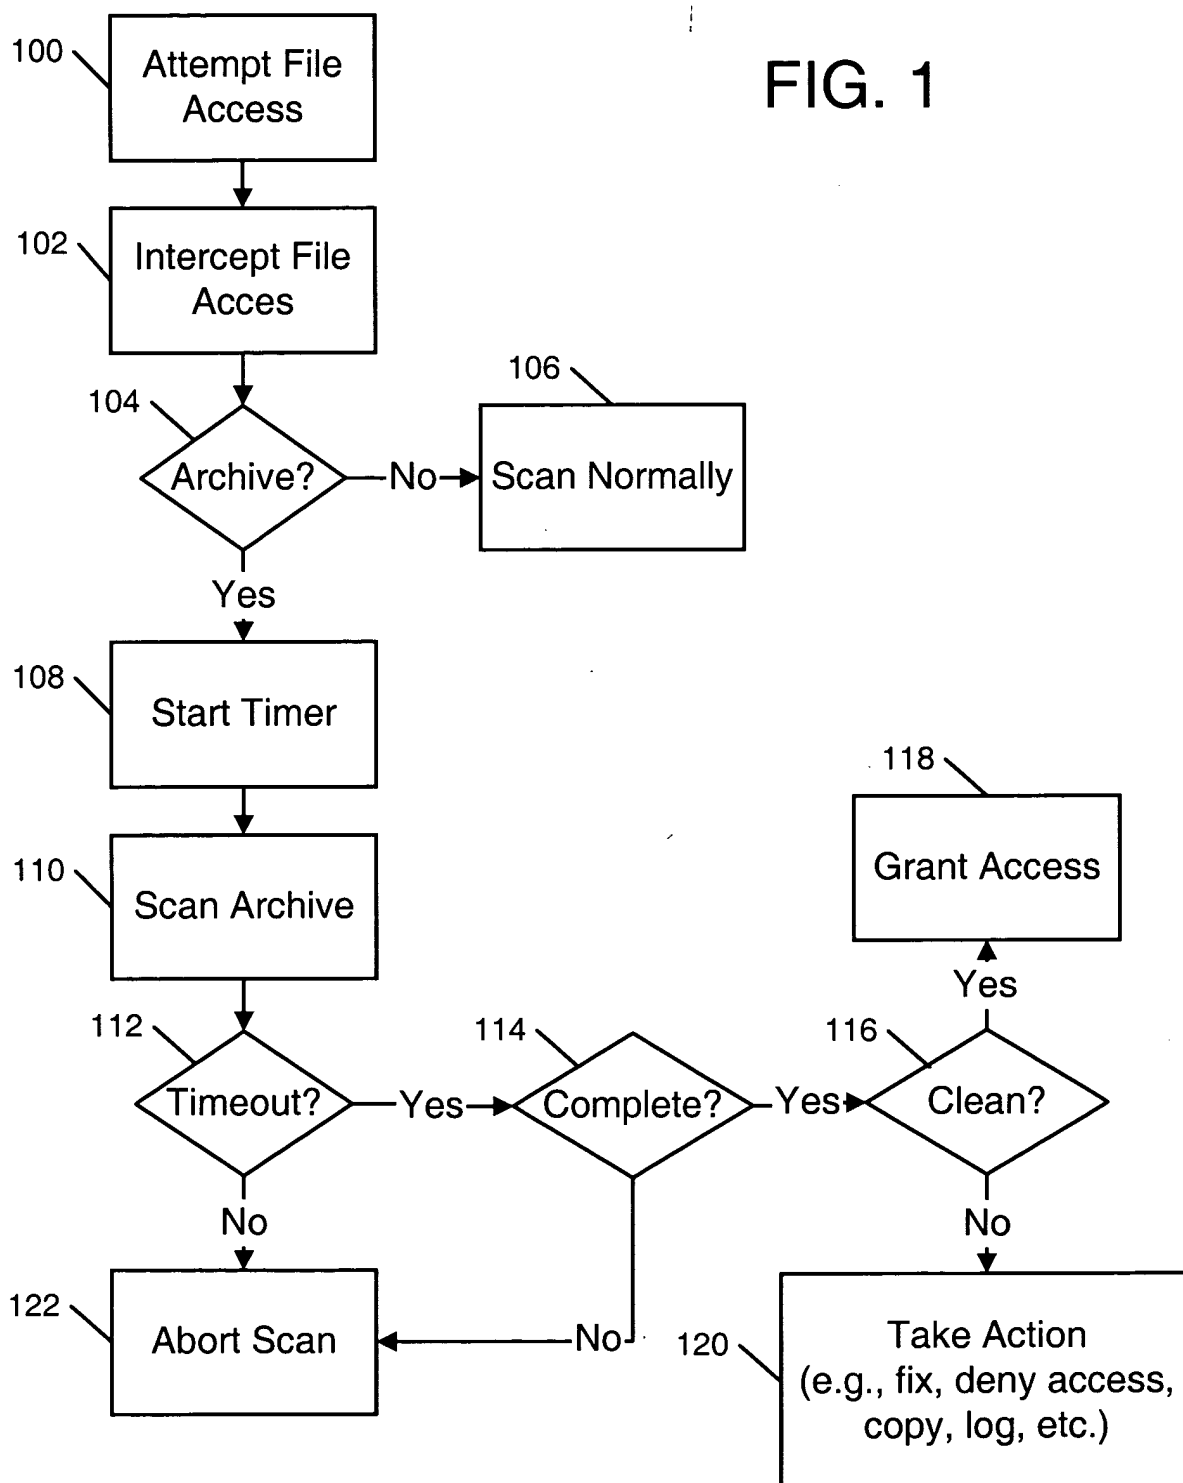 FIG. 1
100
Attempt File
Access
102
Intercept File
Acces
104
Archive?
No
106
Scan Normally
Yes
108
Start Timer
110
Scan Archive
112
Timeout?
Yes
114
Complete?
Yes
116
Clean?
Yes
118
Grant Access
No
122
Abort Scan
No
No
120
Take Action
(e.g., fix, deny access,
copy, log, etc.)